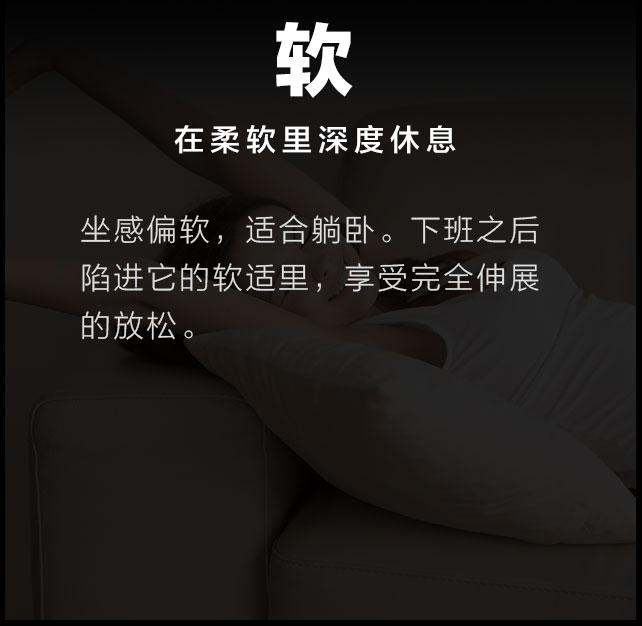 软
在柔软里深度休息
坐感偏软，适合躺卧。下班之后
陷进它的软适里，享受完全伸展
的放松。